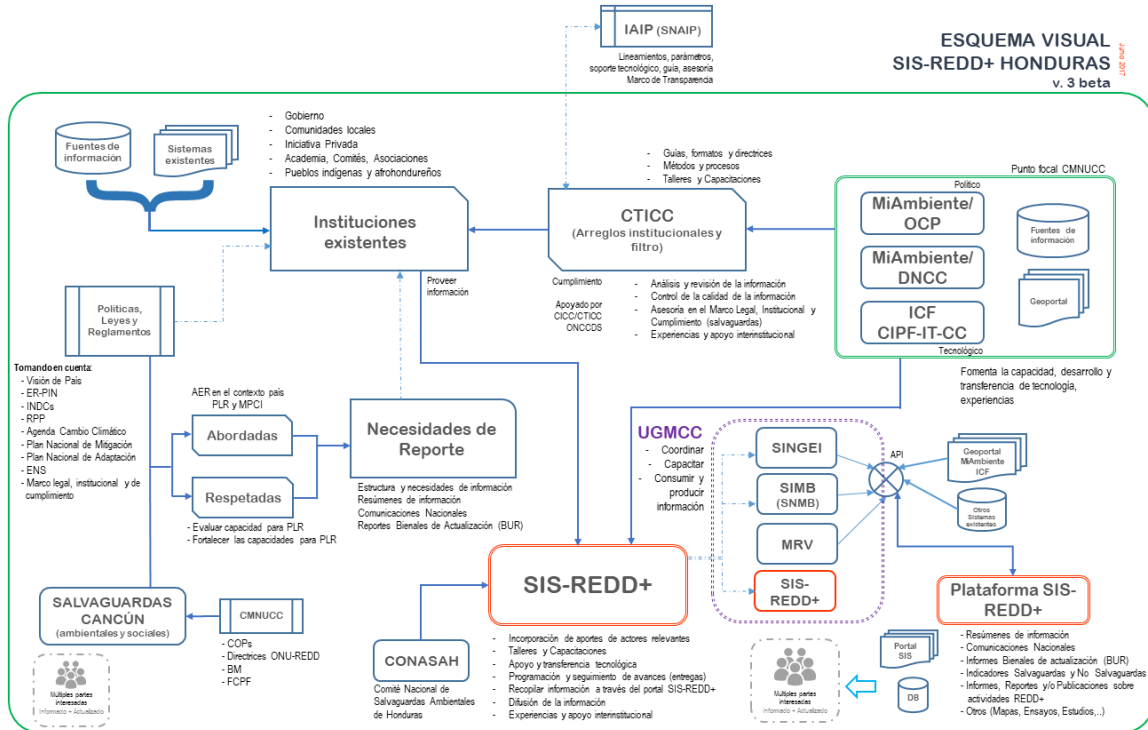 IAIP (SNAIP)
Lineamientos, parámetros,
soporte tecnológico, guía, asesoria
Marco de Transparencia
ESQUEMA VISUAL
SIS-REDD+ HONDURAS
v. 3 beta
Junio 2017
Fuentes de
información
Sistemas
existentes
- Gobierno
- Comunidades locales
- Iniciativa Privada
- Academia, Comités, Asociaciones
- Pueblos indigenas y afrohondureños
- Guías, formatos y directrices
- Métodos y procesos
- Talleres y Capacitaciones
Punto focal CMNUCC
Instituciones
existentes
CTICC
(Arreglos institucionales y
filtro)
Político
MiAmbiente/
OCP
MiAmbiente/
DNCC
ICF
CIPF-IT-CC
Tecnológico
Fuentes de
información
Geoportal
Proveer
información
Cumplimiento
Apoyado por
CICC/CTICC
ONCCDS
- Análisis y revisión de la información
- Control de la calidad de la información
- Asesoría en el Marco Legal, Institucional y
Cumplimiento (salvaguardas)
- Experiencias y apoyo interinstitucional
Fomenta la capacidad, desarrollo y
transferencia de tecnología,
experiencias
Políticas,
Leyes y
Reglamentos
Tomando en cuenta:
- Visión de País
- ER-PIN
- INDCs
- RPP
- Agenda Cambio Climático
- Plan Nacional de Mitigación
- Plan Nacional de Adaptación
- ENS
- Marco legal, institucional y de
cumplimiento
AER en el contexto país
PLR y MPCI
Abordadas
Respetadas
- Evaluar capacidad para PLR
- Fortalecer las capacidades para PLR
Necesidades de
Reporte
Estructura y necesidades de información
Resúmenes de información
Comunicaciones Nacionales
Reportes Bienales de Actualización (BUR)
UGMCC
- Coordinar
- Capacitar
- Consumir y
producir
información
SINGEI
SIMB
(SNMB)
MRV
SIS-
REDD+
API
Geoportal
MiAmbiente
ICF
Otros
Sistemas
existentes
SIS-REDD+
- Incorporación de aportes de actores relevantes
- Talleres y Capacitaciones
- Apoyo y transferencia tecnológica
- Programación y seguimiento de avances (entregas)
- Recopilar información a través del portal SIS-REDD+
- Difusión de la información
- Experiencias y apoyo interinstitucional
Plataforma SIS-
REDD+
- Resúmenes de información
- Comunicaciones Nacionales
- Informes Bienales de actualización (BUR)
- Indicadores Salvaguardas y No Salvaguardas
- Informes, Reportes y/o Publicaciones sobre
actividades REDD+
- Otros (Mapas, Ensayos, Estudios,..)
Portal
SIS
DB
Múltiples partes
interesadas
Informado + Actualizado
SALVAGUARDAS
CANCÚN
(ambientales y sociales)
CMNUCC
- COPs
- Directrices ONU-REDD
- BM
- FCPF
CONASAH
Comité Nacional de
Salvaguardas Ambientales
de Honduras
Múltiples partes
interesadas
Informado + Actualizado